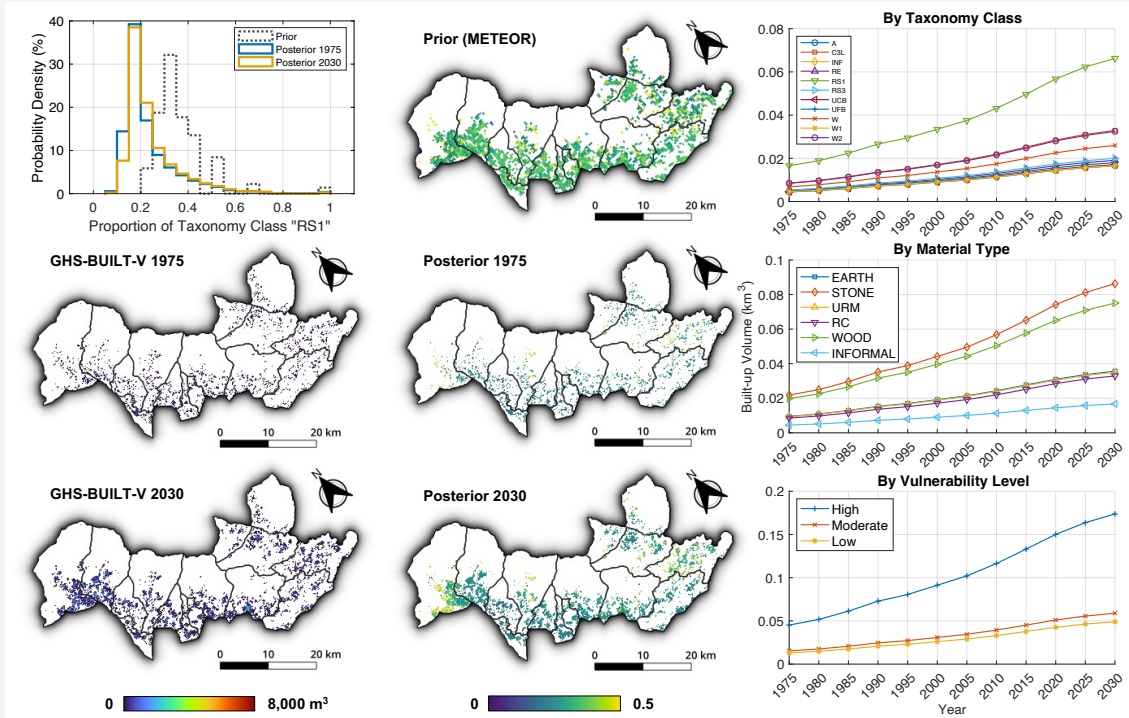 40
30
20
10
0
Probability Density (%)
Prior
Posterior 1975
Posterior 2030
0
0.2
0.4
0.6
0.8
1
Proportion of Taxonomy Class "RS1"
Prior (METEOR)
N
0 10 20 km
By Taxonomy Class
0.08
0.06
0.04
0.02
0
A
C3L
INF
RE
RS1
RS3
UCB
UFB
W
W1
W2
1975 1980 1985 1990 1995 2000 2005 2010 2015 2020 2025 2030
GHS-BUILT-V 1975
N
0 10 20 km
Posterior 1975
N
0 10 20 km
By Material Type
0.1
0.08
0.06
0.04
0.02
0
Built-up Volume (km³)
EARTH
STONE
URM
RC
WOOD
INFORMAL
1975 1980 1985 1990 1995 2000 2005 2010 2015 2020 2025 2030
GHS-BUILT-V 2030
N
0 10 20 km
Posterior 2030
N
0 10 20 km
By Vulnerability Level
0.2
0.15
0.1
0.05
0
High
Moderate
Low
1975 1980 1985 1990 1995 2000 2005 2010 2015 2020 2025 2030
Year
0 8,000 m³
0 0.5